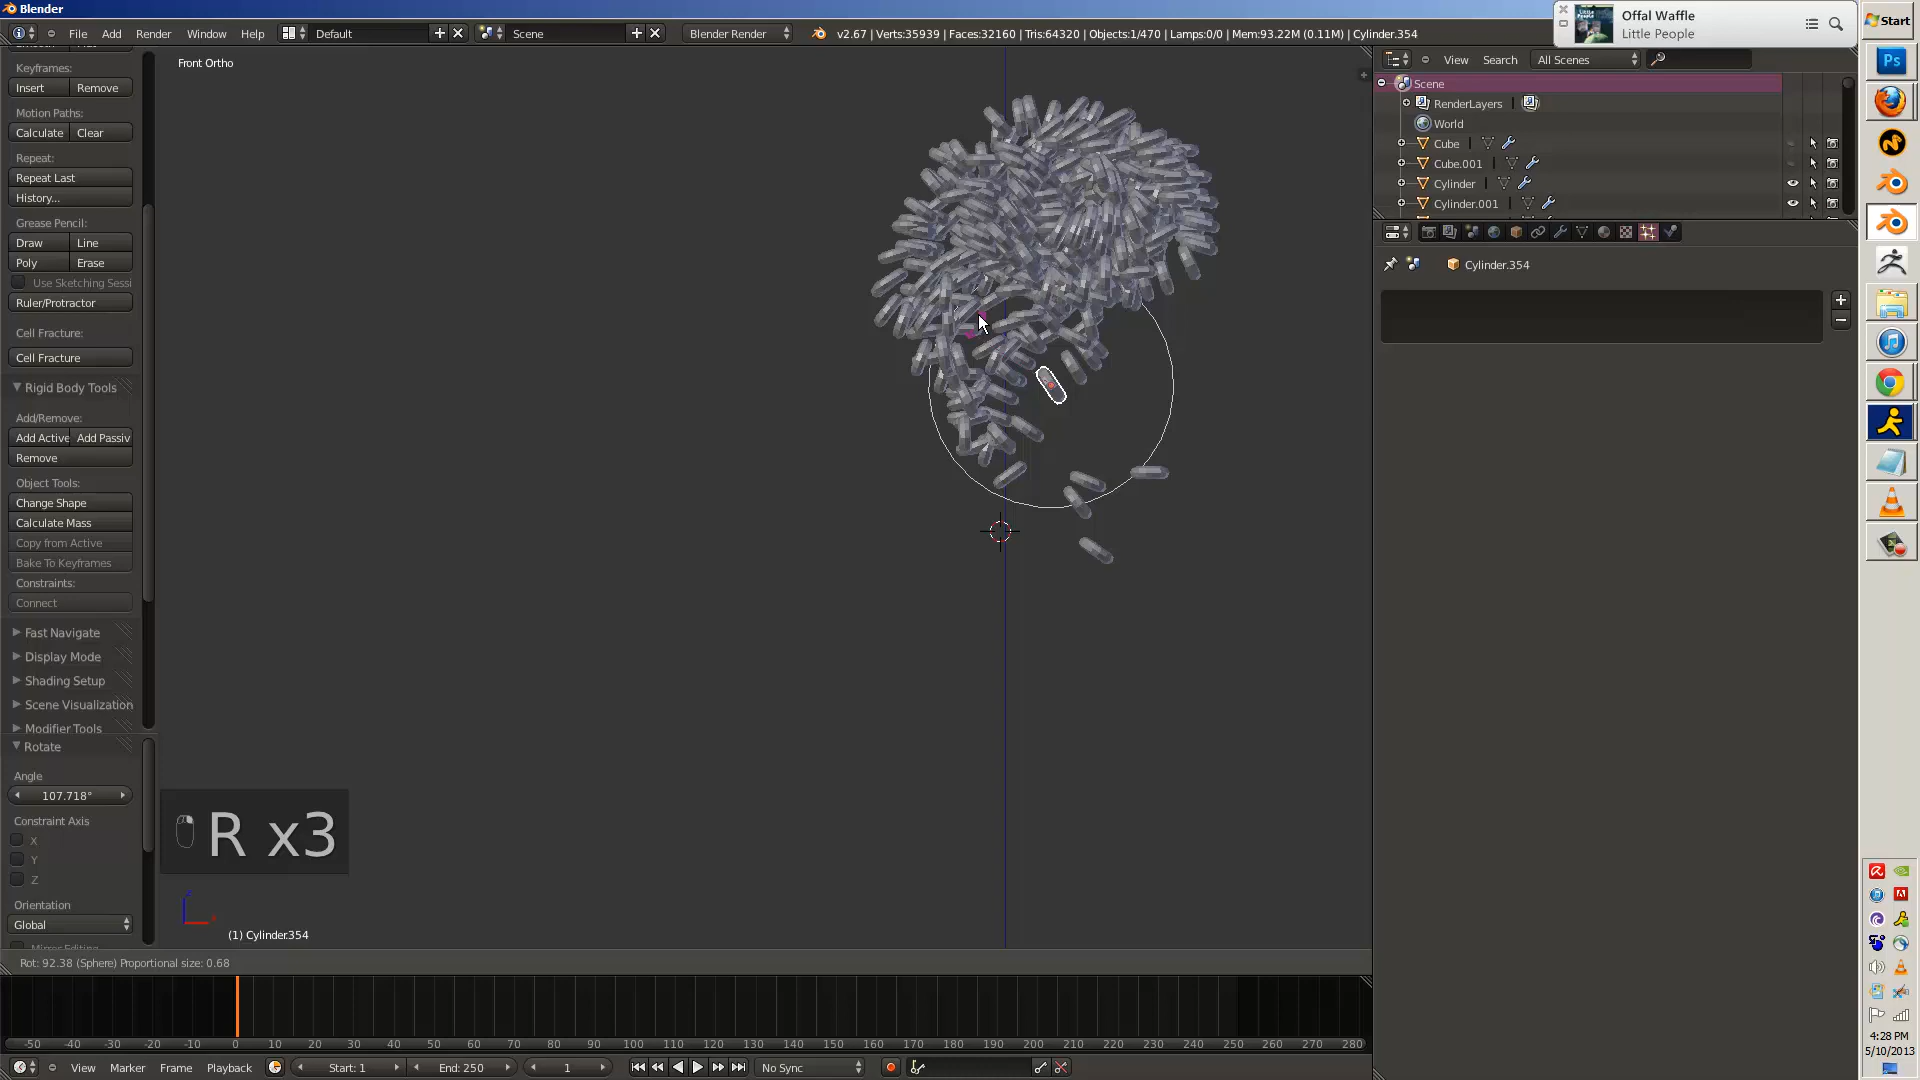 Blender
File Add Render Window Help Default Scene Blender Render v2.67 | Verts:35939 | Faces:32160 | Tris:64320 | Objects:1/470 | Lamps:0/0 | Mem:93.22M (0.11M) | Cylinder.354
Offal Waffle
Little People
Start
Front Ortho
View Search All Scenes
Scene
RenderLayers
World
Cube
Cube.001
Cylinder
Cylinder.001
Cylinder.354
Keyframes:
Insert Remove
Motion Paths:
Calculate Clear
Repeat:
Repeat Last
History...
Grease Pencil:
Draw Line
Poly Erase
Use Sketching Sessi
Ruler/Protractor
Cell Fracture:
Cell Fracture
Rigid Body Tools
Add/Remove:
Add Active Add Passiv
Remove
Object Tools:
Change Shape
Calculate Mass
Copy from Active
Bake To Keyframes
Constraints:
Connect
Fast Navigate
Display Mode
Shading Setup
Scene Visualization
Modifier Tools
Rotate
Angle
107.718°
Constraint Axis
X
Y
Z
Orientation
Global
R x3
(1) Cylinder.354
Rot: 92.38 (Sphere) Proportional size: 0.68
-50 -40 -30 -20 -10 0 10 20 30 40 50 60 70 80 90 100 110 120 130 140 150 160 170 180 190 200 210 220 230 240 250 260 270 280
View Marker Frame Playback Start: 1 End: 250 1 No Sync
Ps
4:28 PM
5/10/2013